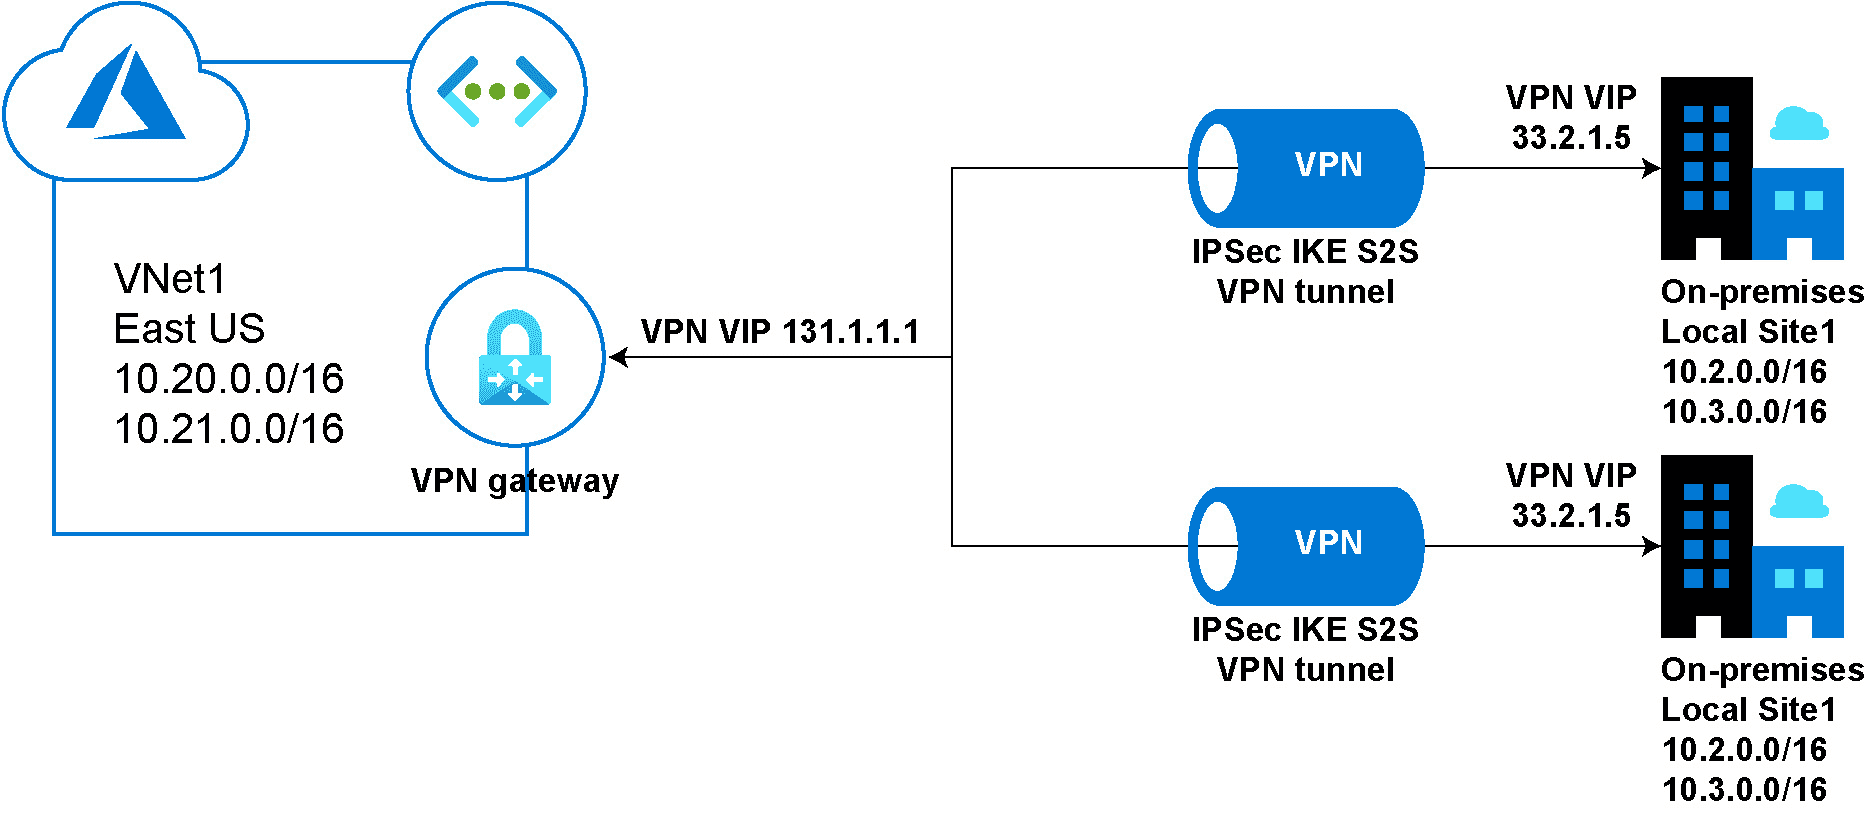 VNet1
East US
10.20.0.0/16
10.21.0.0/16
VPN gateway
VPN VIP 131.1.1.1
VPN
IPSec IKE S2S
VPN tunnel
VPN VIP
33.2.1.5
On-premises
Local Site1
10.2.0.0/16
10.3.0.0/16
VPN
IPSec IKE S2S
VPN tunnel
VPN VIP
33.2.1.5
On-premises
Local Site1
10.2.0.0/16
10.3.0.0/16